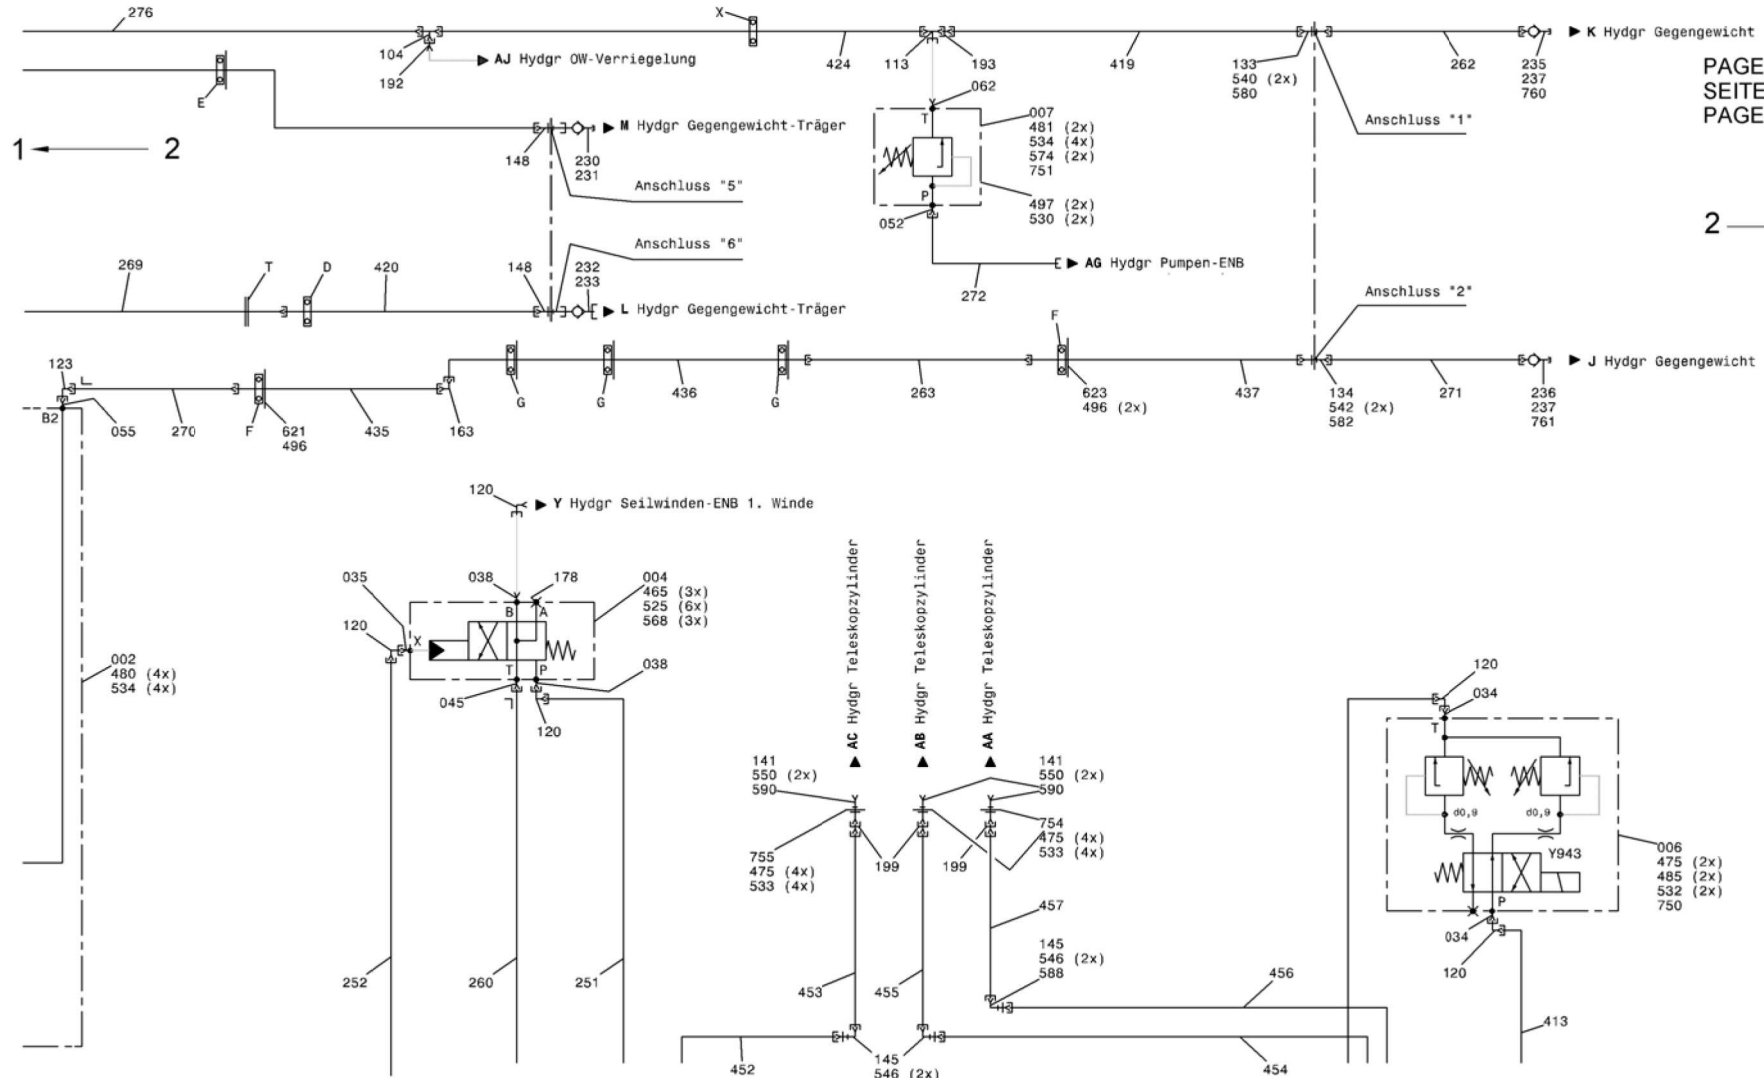 276
X
104
192
AJ Hydgr OW-Verriegelung
424
113
193
419
133
540 (2x)
580
262
235
237
760
K Hydgr Gegengewicht
PAGE
SEITE
PAGE
E
062
T
007
481 (2x)
534 (4x)
574 (2x)
751
Anschluss "1"
1
2
148
M Hydgr Gegengewicht-Träger
230
231
Anschluss "5"
P
052
497 (2x)
530 (2x)
2
Anschluss "6"
269
T
D
420
148
232
233
AG Hydgr Pumpen-ENB
272
Anschluss "2"
L Hydgr Gegengewicht-Träger
F
123
B2
055
270
F
621
496
435
163
G
G
436
G
263
623
496 (2x)
437
134
542 (2x)
582
271
236
237
761
J Hydgr Gegengewicht
120
Y Hydgr Seilwinden-ENB 1. Winde
035
038
178
004
465 (3x)
525 (6x)
568 (3x)
B
A
120
X
T
P
038
045
120
002
480 (4x)
534 (4x)
AC Hydgr Teleskopzylinder
AB Hydgr Teleskopzylinder
AA Hydgr Teleskopzylinder
120
034
T
141
550 (2x)
590
141
550 (2x)
590
d0,9
d0,9
755
475 (4x)
533 (4x)
199
199
754
475 (4x)
533 (4x)
Y943
006
475 (2x)
485 (2x)
532 (2x)
750
P
034
120
457
145
546 (2x)
588
252
260
251
453
455
456
413
452
145
546 (2x)
454